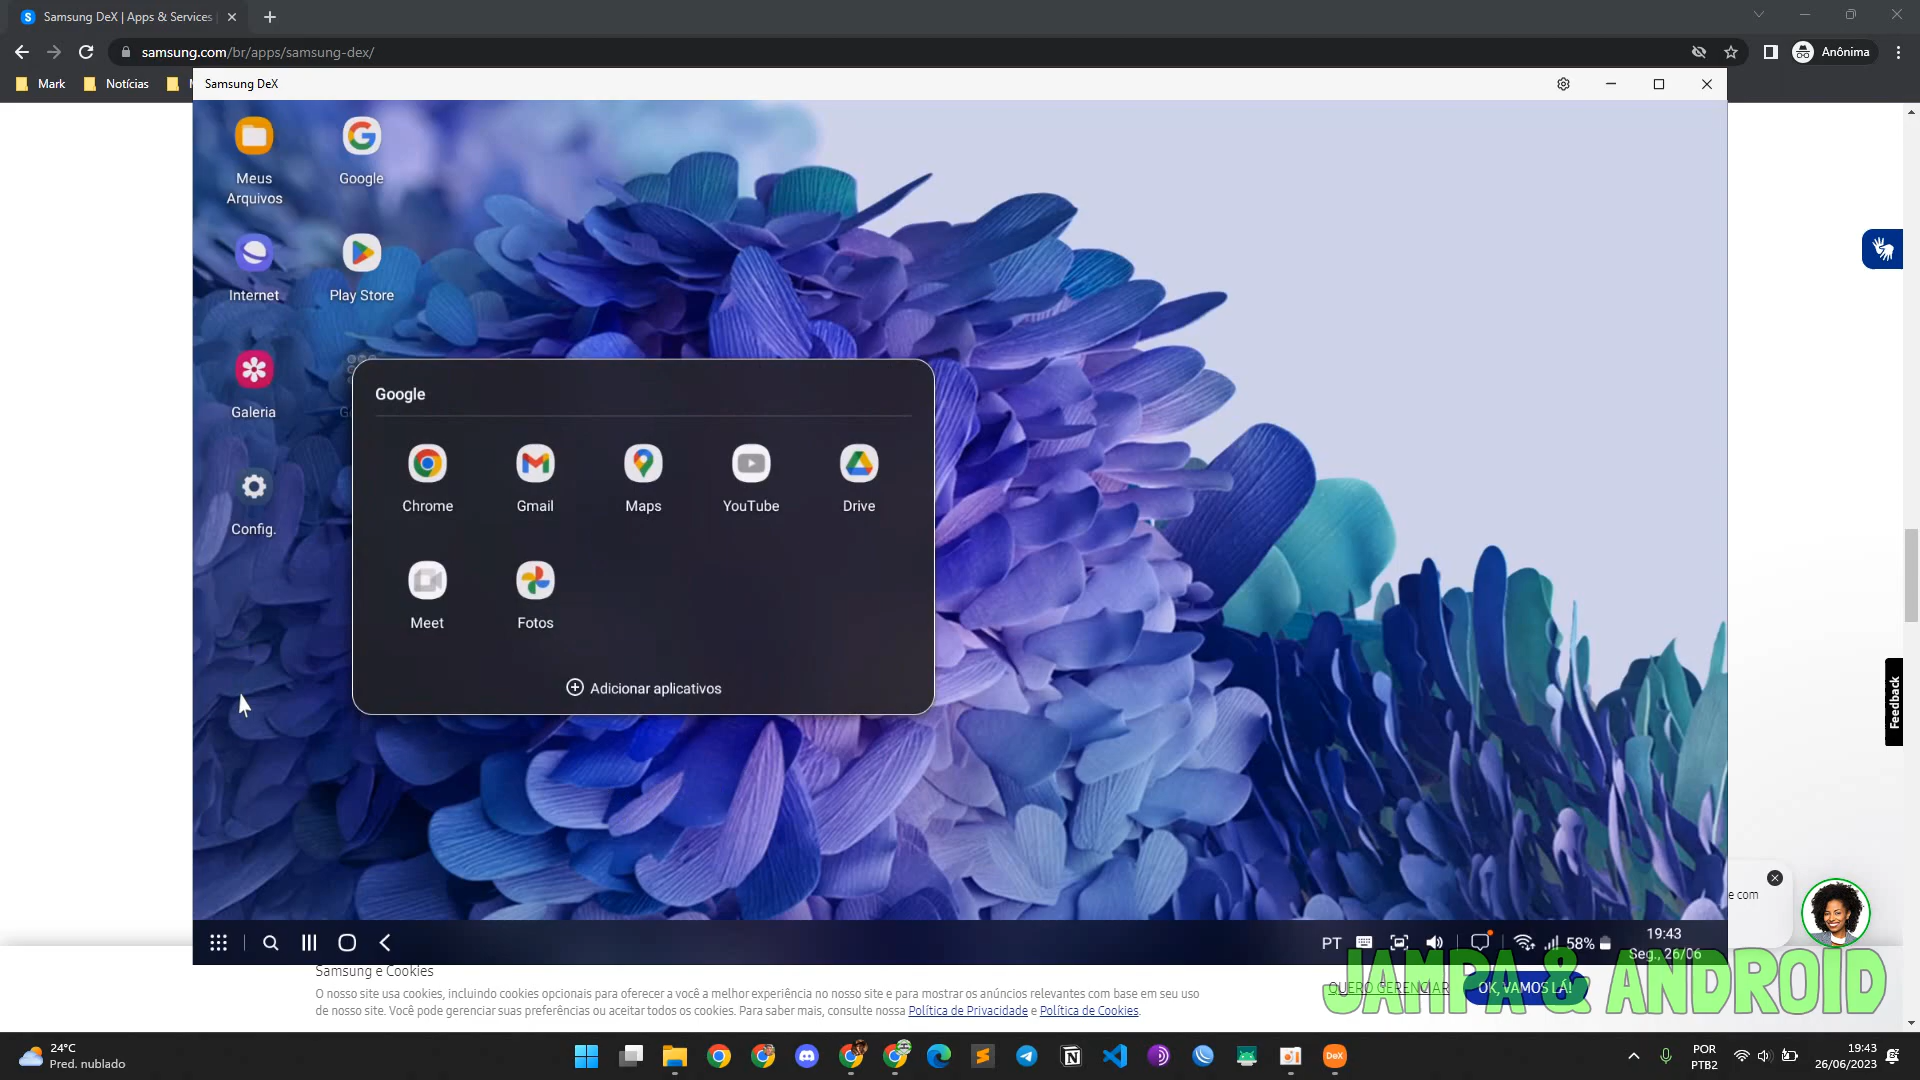 Samsung DeX | Apps & Services
samsung.com/br/apps/samsung-dex/
Anônima
Mark
Notícias
Samsung DeX
Meus
Arquivos
Google
Internet
Play Store
Galeria
Config.
Google
Chrome
Gmail
Maps
YouTube
Drive
Meet
Fotos
Adicionar aplicativos
Feedback
e com
PT
58%
19:43
Seg., 26/06
Samsung e Cookies
O nosso site usa cookies, incluindo cookies opcionais para oferecer a você a melhor experiência no nosso site e para mostrar os anúncios relevantes com base em seu uso
de nosso site. Você pode gerenciar suas preferências ou aceitar todos os cookies. Para saber mais, consulte nossa Política de Privacidade e Política de Cookies.
QUERO GERENCIAR
OK, VAMOS LÁ!
JAMPA & ANDROID
24°C
Pred. nublado
DeX
POR
PTB2
19:43
26/06/2023